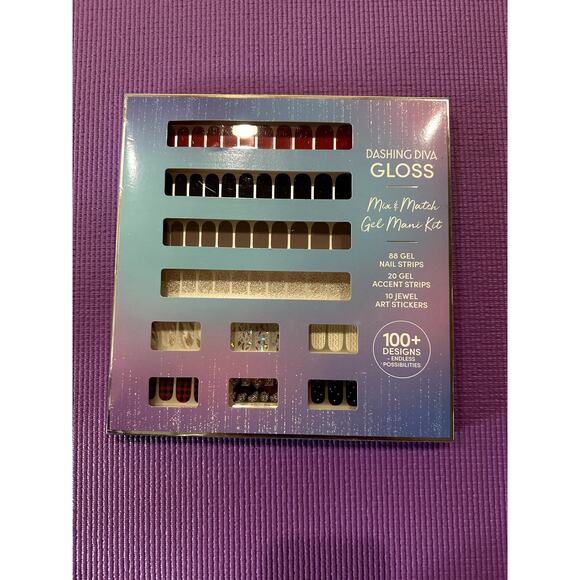 DASHING DIVA
GLOSS
Mix & Match
Gel Mani Kit
88 GEL
NAIL STRIPS
20 GEL
ACCENT STRIPS
10 JEWEL
ART STICKERS
100+
DESIGNS
= ENDLESS
POSSIBILITIES